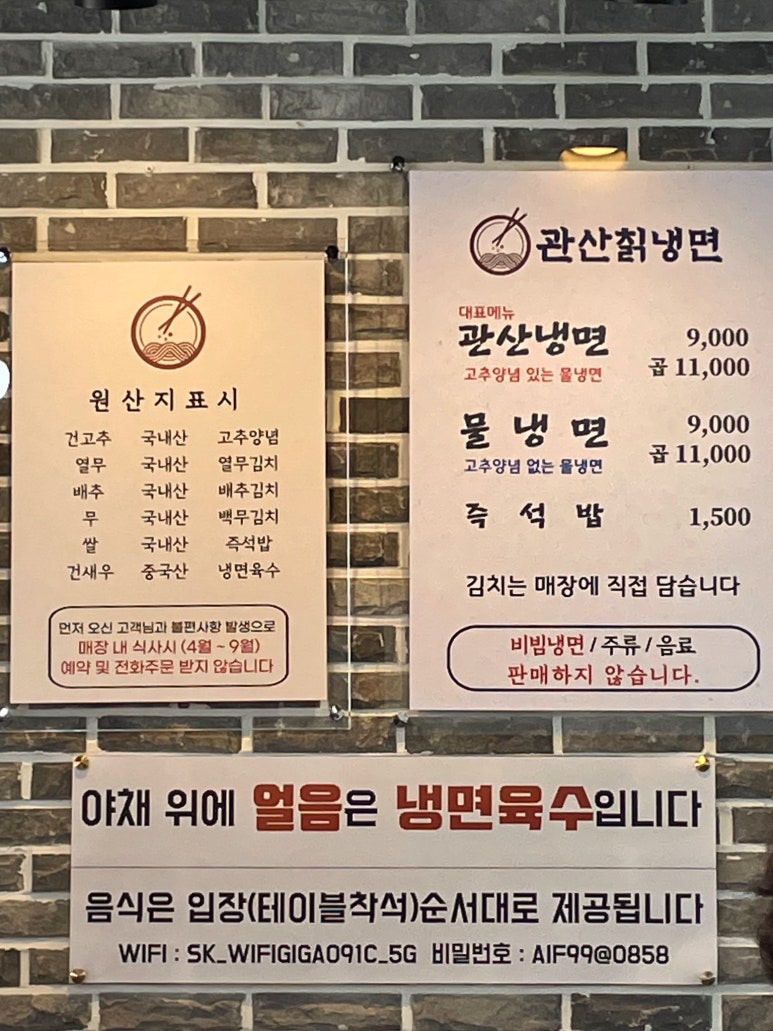 원산지표시
건고추 국내산 고추양념
열무 국내산 열무김치
배추 국내산 배추김치
무 국내산 백무김치
쌀 국내산 즉석밥
건새우 중국산 냉면육수
먼저 오신 고객님과 불편사항 발생으로
매장 내 식사시 (4월 ~ 9월)
예약 및 전화주문 받지 않습니다
관산칡냉면
대표메뉴
관산냉면 9,000
고추양념 있는 물냉면 곱 11,000
물냉면 9,000
고추양념 없는 물냉면 곱 11,000
즉석밥 1,500
김치는 매장에 직접 담습니다
비빔냉면 / 주류 / 음료
판매하지 않습니다.
야채 위에 얼음은 냉면육수입니다
음식은 입장(테이블착석)순서대로 제공됩니다
WIFI : SK_WIFIGIGA091C_5G 비밀번호 : AIF99@0858